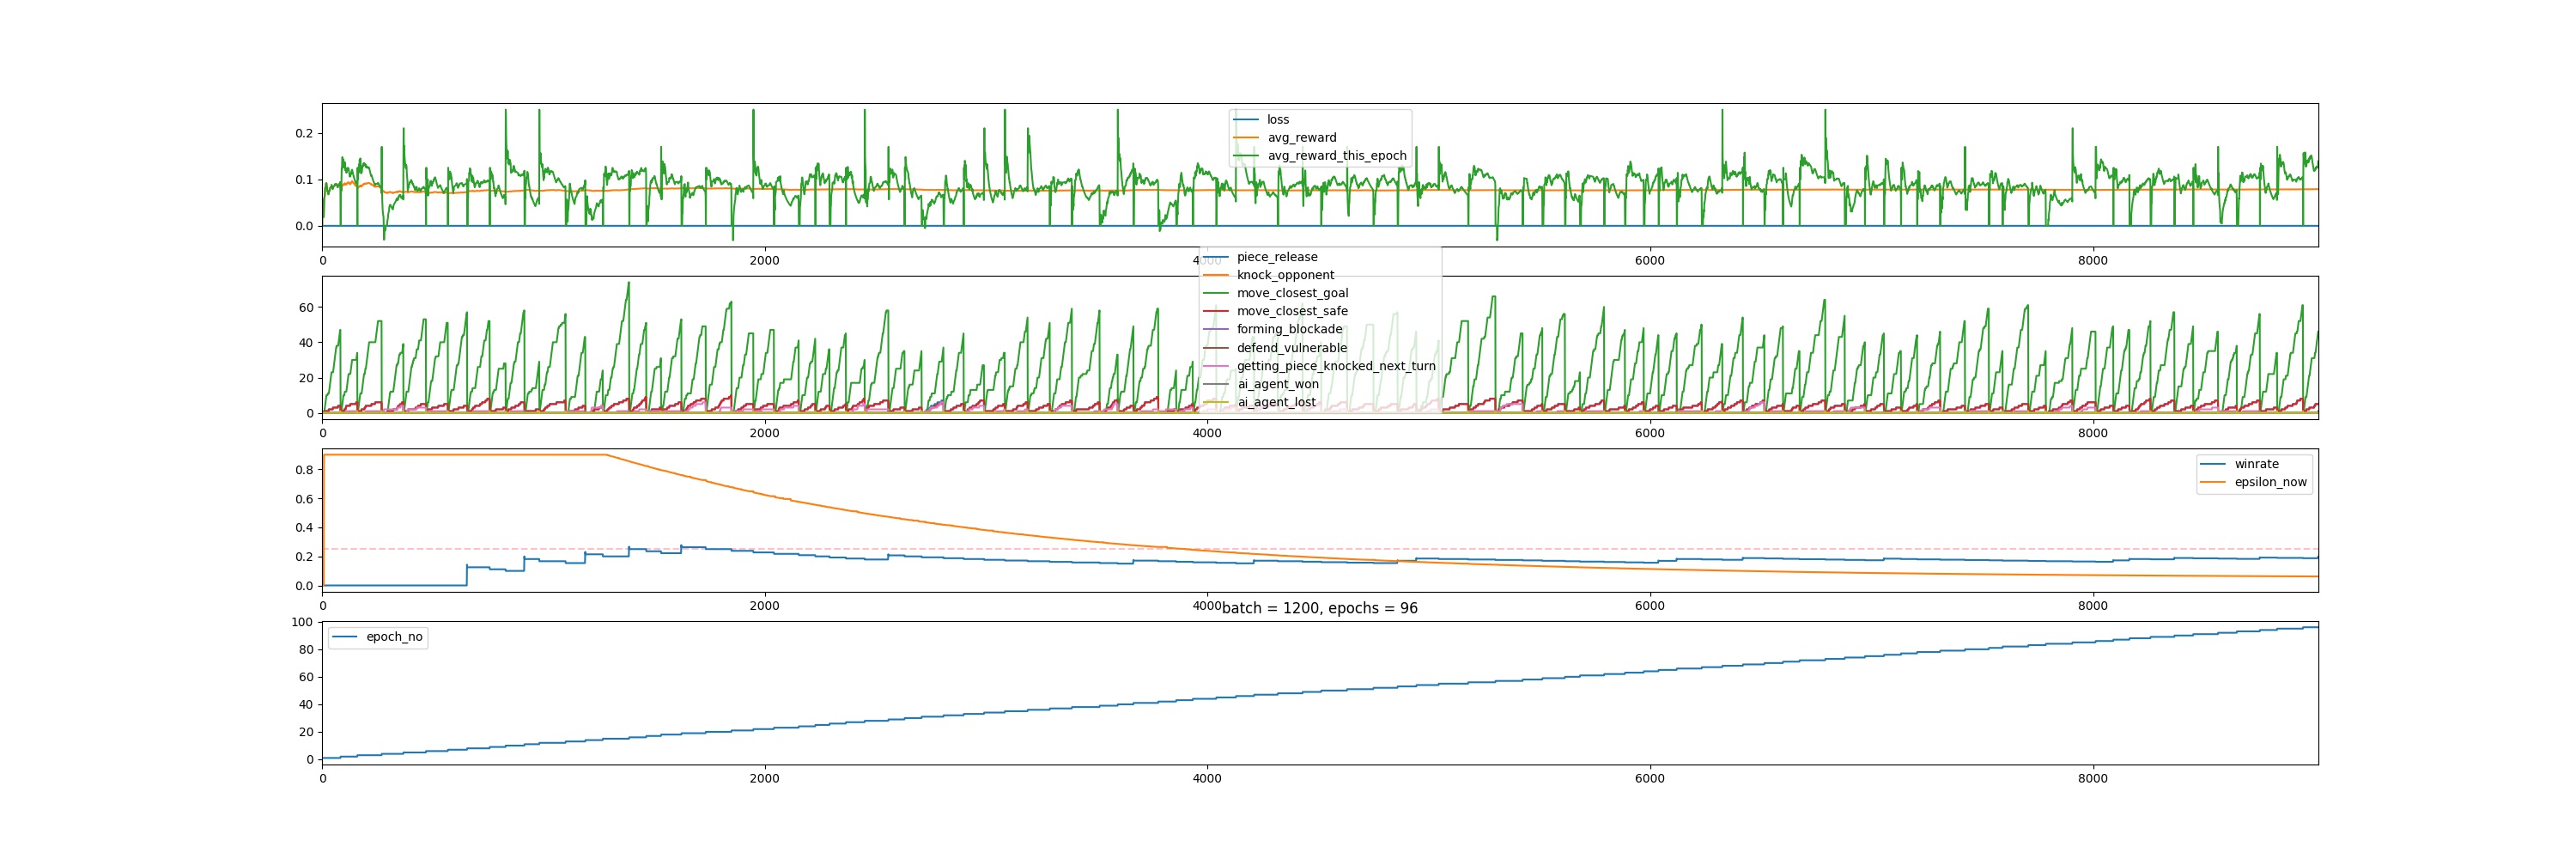 0.2
0.1
0.0
loss
avg_reward
avg_reward_this_epoch
0 2000 4000 6000 8000
60
40
20
0
piece_release
knock_opponent
move_closest_goal
move_closest_safe
forming_blockade
defend_vulnerable
getting_piece_knocked_next_turn
ai_agent_won
ai_agent_lost
0 2000 4000 6000 8000
0.8
0.6
0.4
0.2
0.0
winrate
epsilon_now
0 2000 4000 6000 8000
batch = 1200, epochs = 96
100
80
60
40
20
0
epoch_no
0 2000 4000 6000 8000